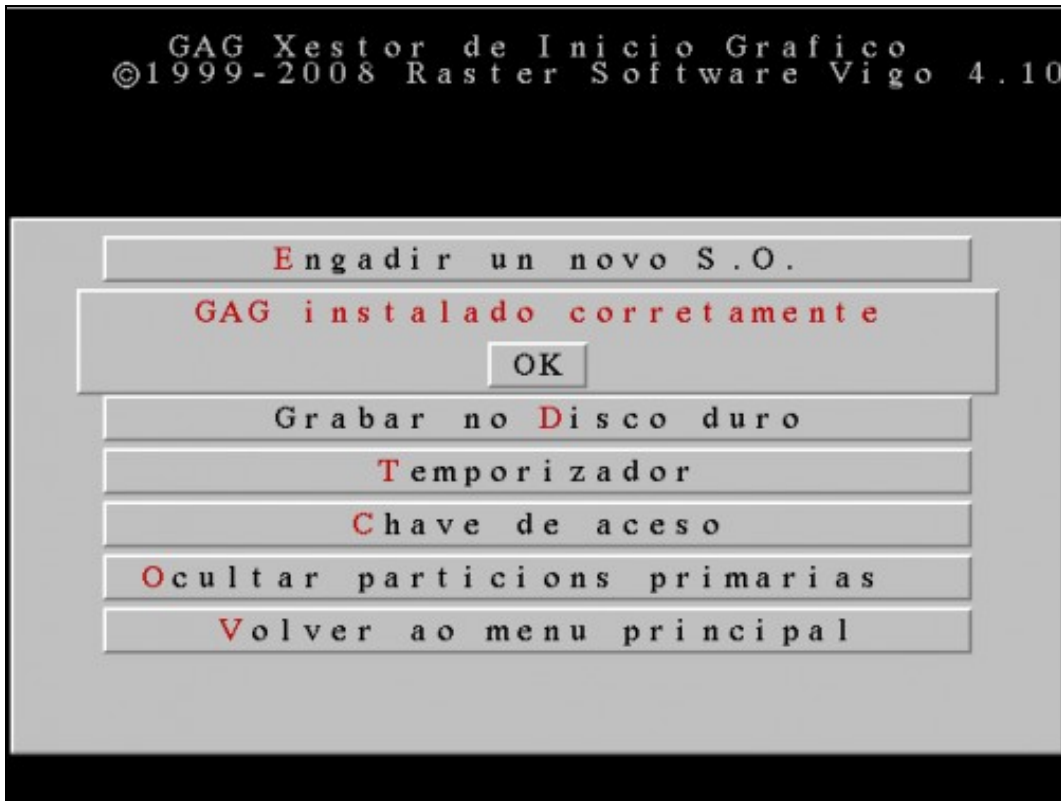 GAG Xestor de Inicio Grafico
©1999-2008 Raster Software Vigo 4.10
Engadir un novo S.O.
GAG instalado corretamente
OK
Grabar no Disco duro
Temporizador
Chave de aceso
Ocultar particions primarias
Volver ao menu principal